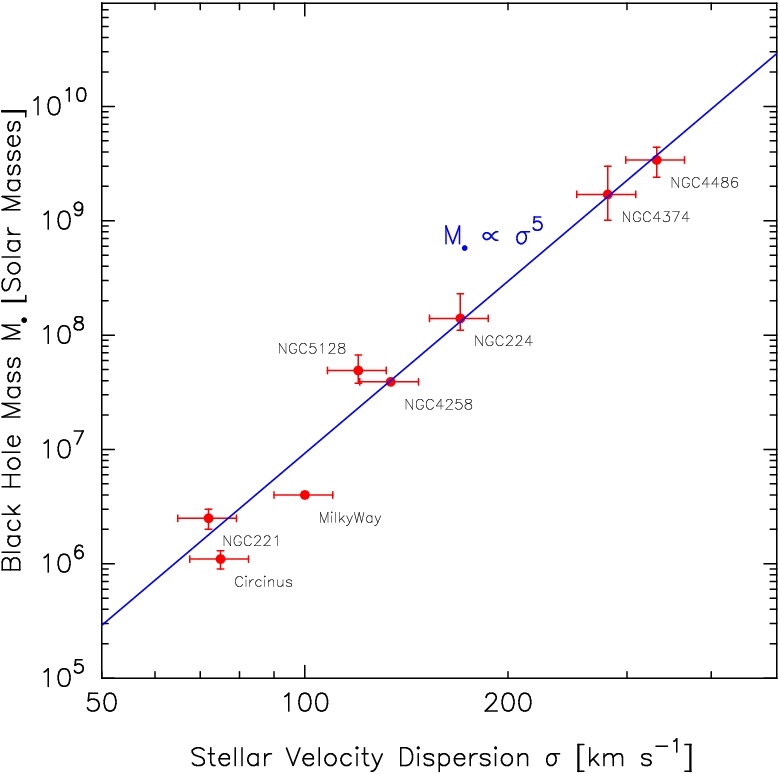 Black Hole Mass M• [Solar Masses]
10¹⁰
10⁹
10⁸
10⁷
10⁶
10⁵
NGC4486
NGC4374
M• ∝ σ⁵
NGC224
NGC5128
NGC4258
MilkyWay
NGC221
Circinus
50 100 200
Stellar Velocity Dispersion σ [km s⁻¹]